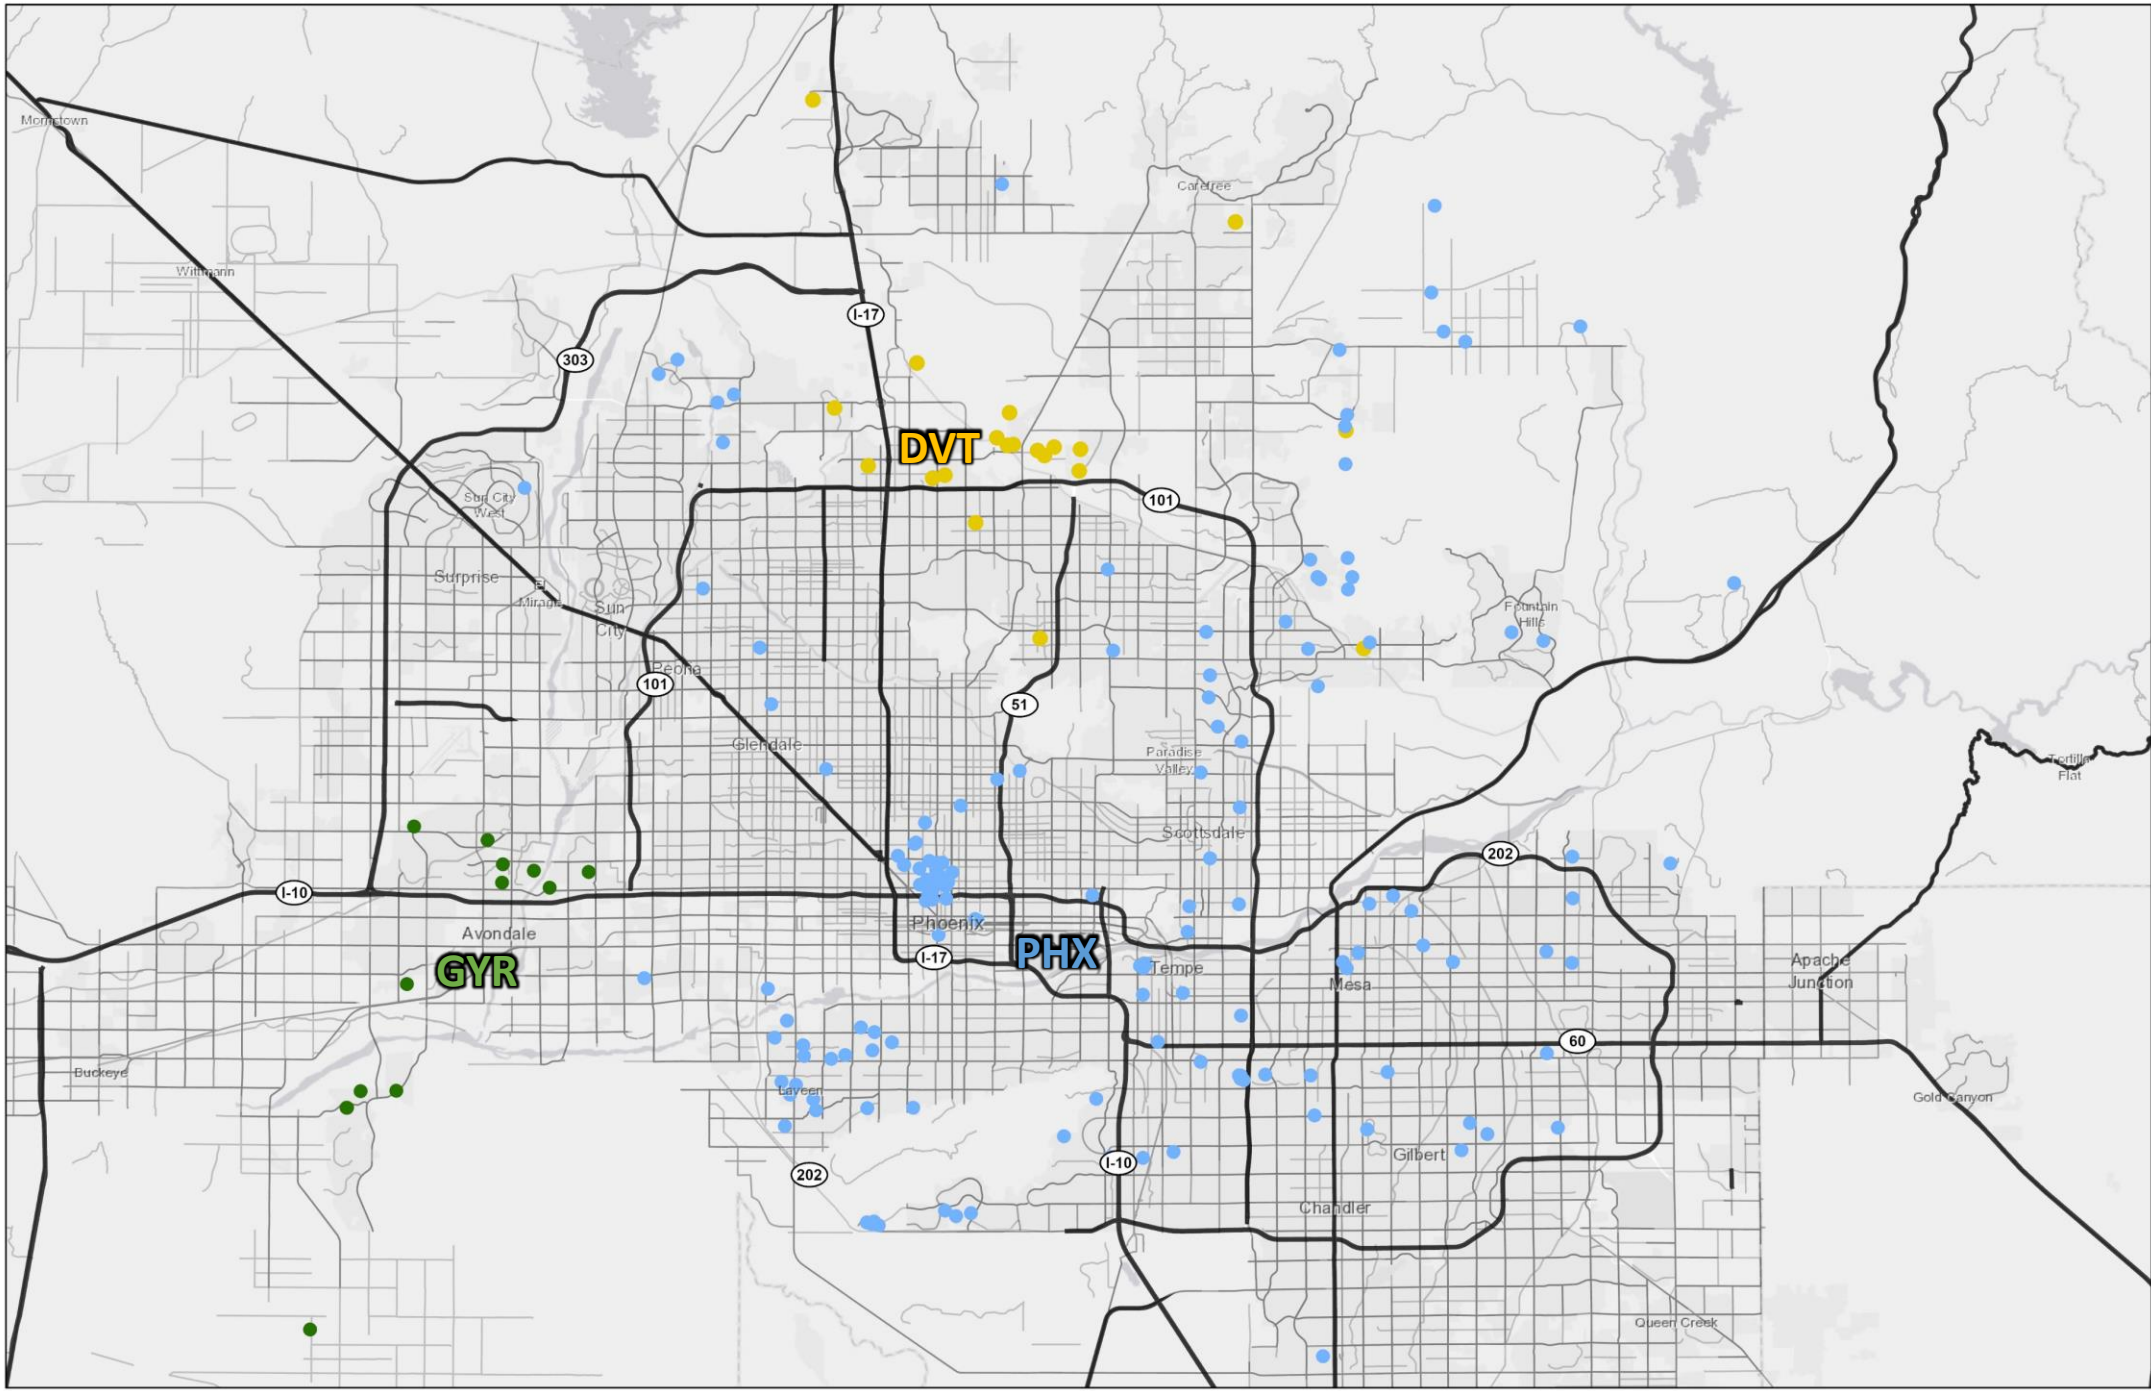 Morristown
Carefree
Wittmann
I-17
303
DVT
Sun City
West
101
Surprise
Mirage
Sun
City
Fountain
Hills
Peoria
101
51
Glendale
Paradise
Valley
Tortilla
Flat
Scottsdale
202
I-10
Phoenix
Avondale
PHX
I-17
GYR
Tempe
Mesa
Apache
Junction
60
Buckeye
Laveen
Gold Canyon
Gilbert
I-10
202
Chandler
Queen Creek